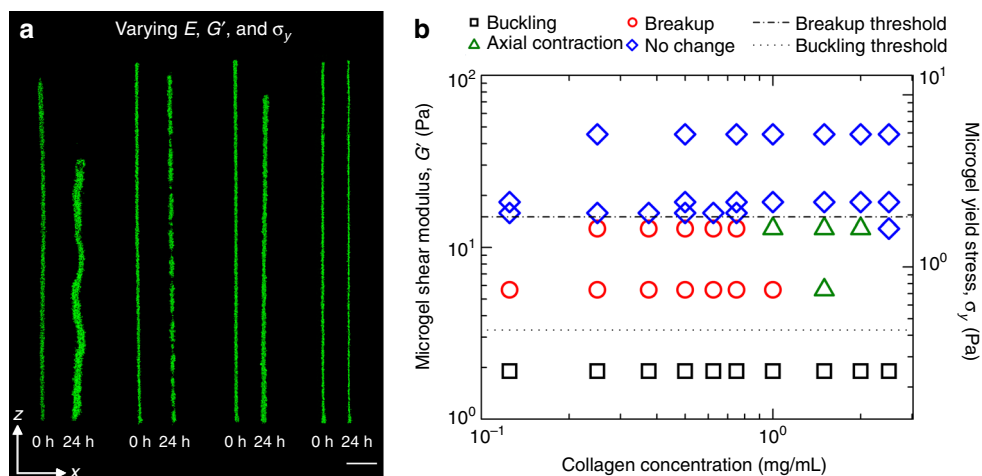 a
Varying E, G′, and σy
z
x
0 h 24 h 0 h 24 h 0 h 24 h 0 h 24 h
b
Buckling Breakup Breakup threshold
Axial contraction No change Buckling threshold
Microgel shear modulus, G′ (Pa)
10² 10¹ 10⁰
10¹ 10⁰
Microgel yield stress, σy (Pa)
10⁻¹ 10⁰
Collagen concentration (mg/mL)